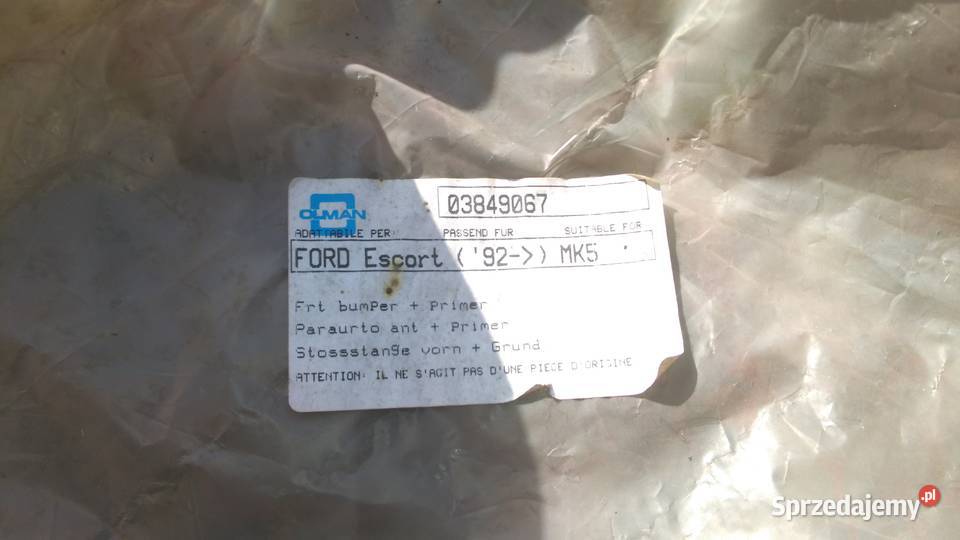 OLMAN
03849067
ADATTABILE PER: PASSEND FUR SUITABLE FOR
FORD Escort ('92->) MK5
Frt bumper + Primer
Paraurto ant + Primer
Stossstange vorn + Grund
ATTENTION: IL NE S'AGIT PAS D'UNE PIECE D'ORIGINE
Sprzedajemy.pl